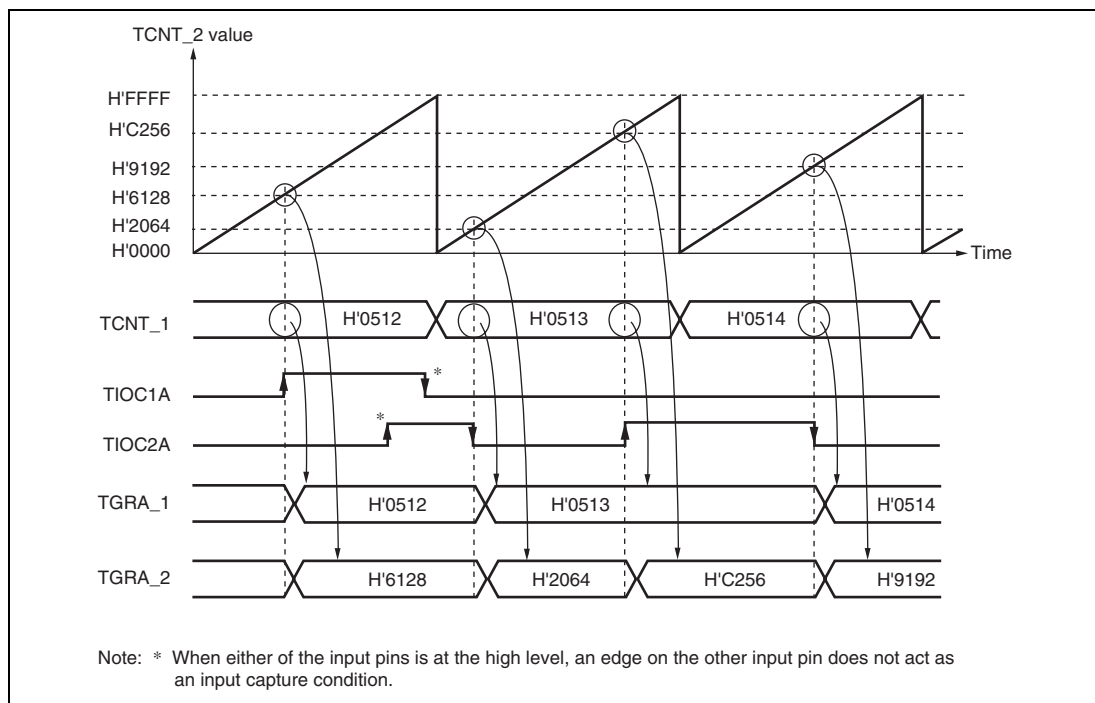 TCNT_2 value
H'FFFF
H'C256
H'9192
H'6128
H'2064
H'0000
Time
TCNT_1
H'0512
H'0513
H'0514
TIOC1A
*
TIOC2A
*
TGRA_1
H'0512
H'0513
H'0514
TGRA_2
H'6128
H'2064
H'C256
H'9192
Note: * When either of the input pins is at the high level, an edge on the other input pin does not act as
an input capture condition.